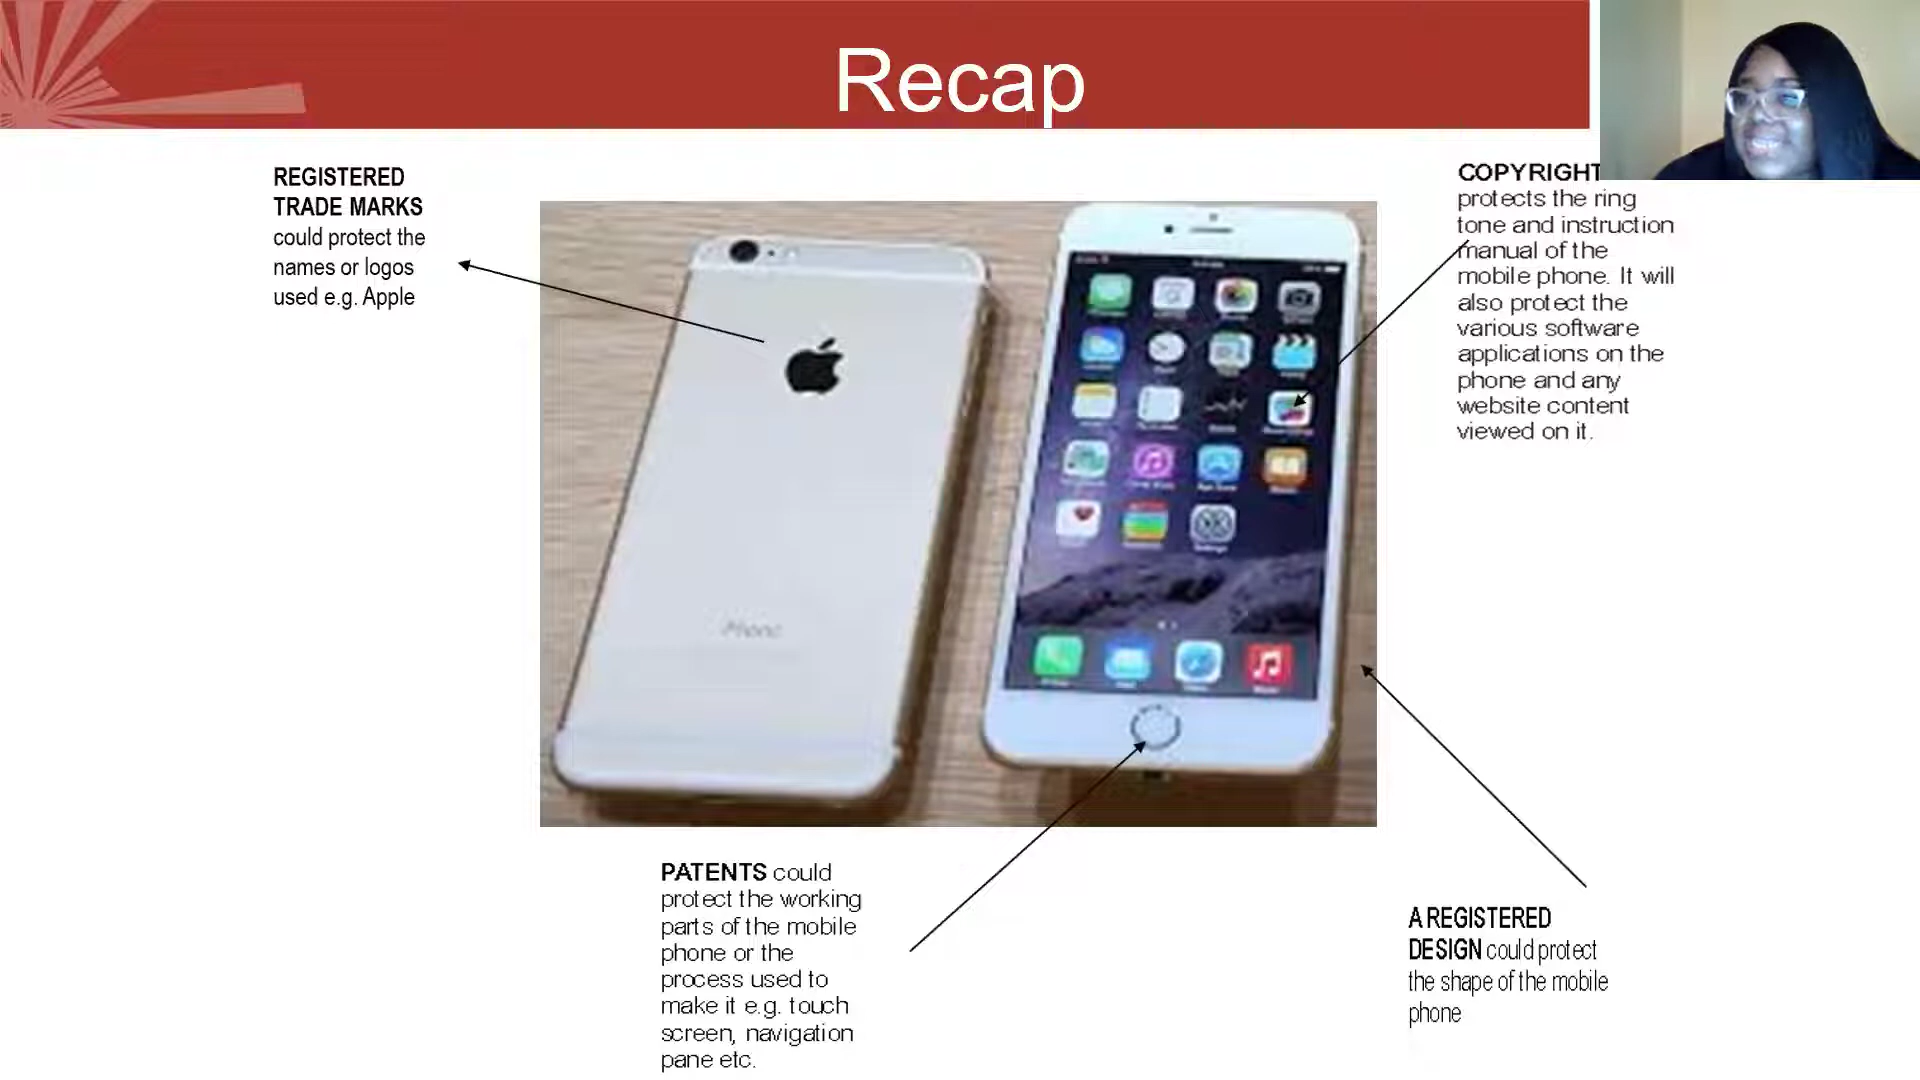 Recap
REGISTERED
TRADE MARKS
could protect the
names or logos
used e.g. Apple
COPYRIGHT
protects the ring
tone and instruction
manual of the
mobile phone. It will
also protect the
various software
applications on the
phone and any
website content
viewed on it.
iPhone
PATENTS could
protect the working
parts of the mobile
phone or the
process used to
make it e.g. touch
screen, navigation
pane etc.
A REGISTERED
DESIGN could protect
the shape of the mobile
phone